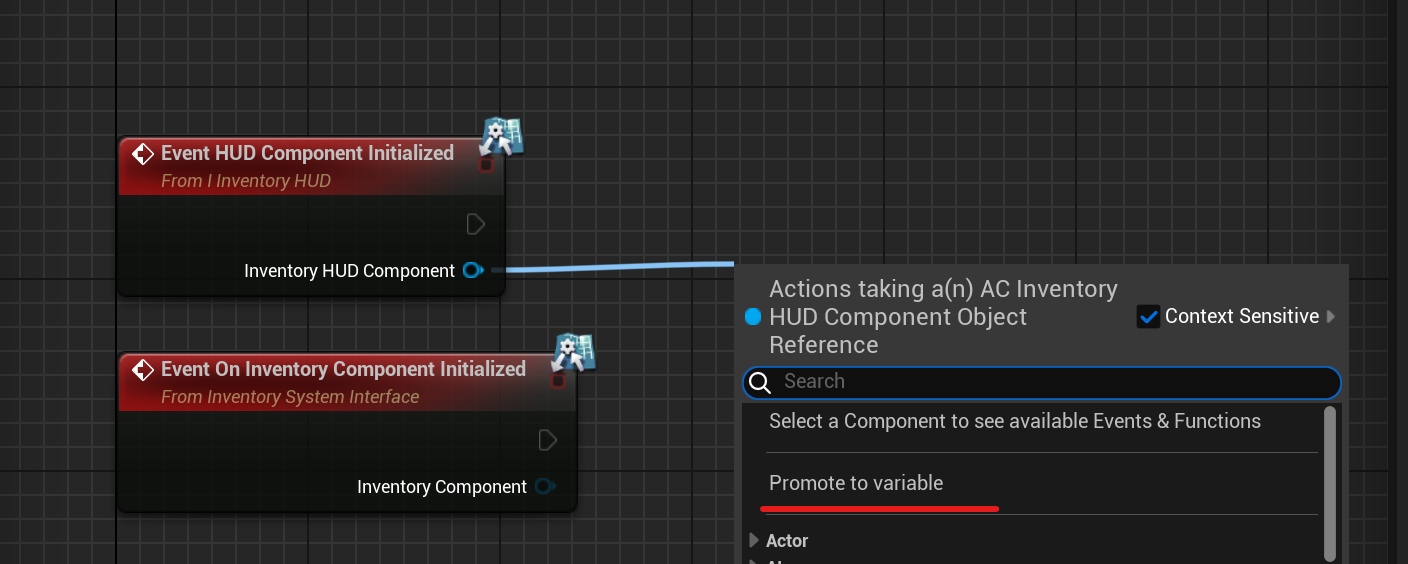 Event HUD Component Initialized
From I Inventory HUD
Inventory HUD Component
Event On Inventory Component Initialized
From Inventory System Interface
Inventory Component
Actions taking a(n) AC Inventory
HUD Component Object
Reference
Context Sensitive
Search
Select a Component to see available Events & Functions
Promote to variable
Actor